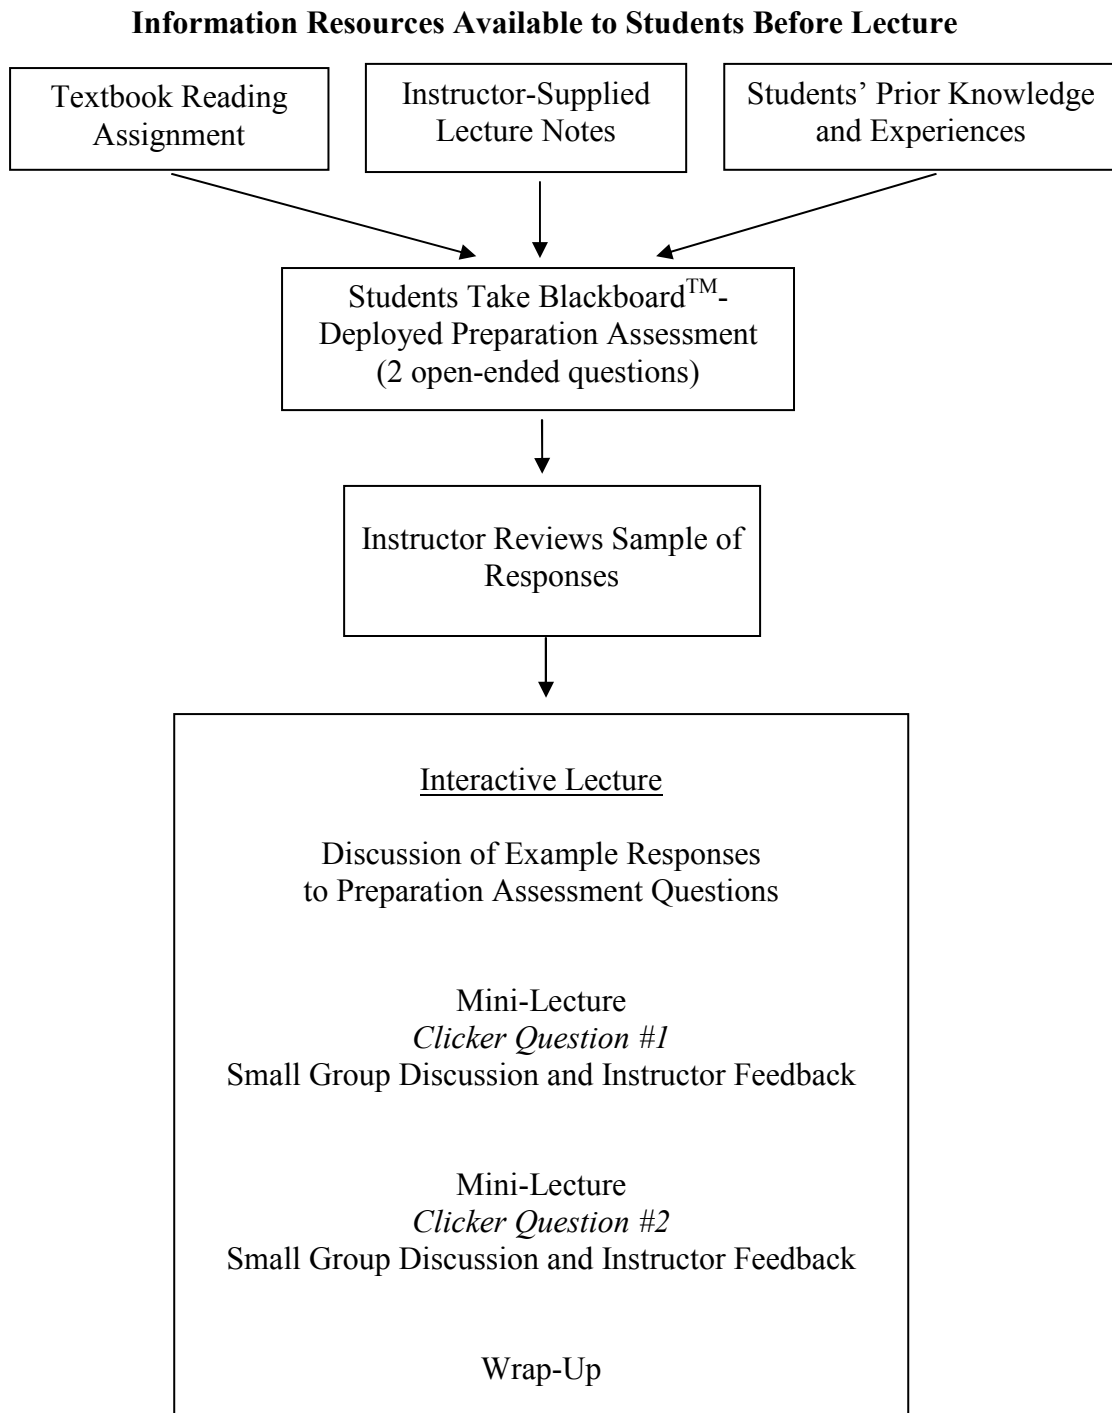 Information Resources Available to Students Before Lecture
Textbook Reading
Assignment
Instructor-Supplied
Lecture Notes
Students’ Prior Knowledge
and Experiences
Students Take Blackboard™-
Deployed Preparation Assessment
(2 open-ended questions)
Instructor Reviews Sample of
Responses
Interactive Lecture
Discussion of Example Responses
to Preparation Assessment Questions
Mini-Lecture
Clicker Question #1
Small Group Discussion and Instructor Feedback
Mini-Lecture
Clicker Question #2
Small Group Discussion and Instructor Feedback
Wrap-Up